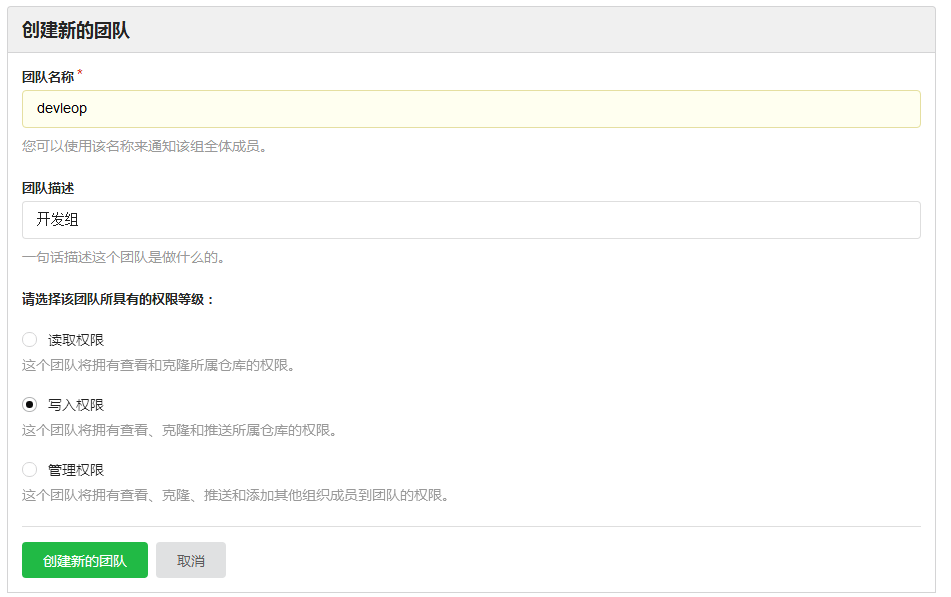 创建新的团队
团队名称*
devleop
您可以使用该名称来通知该组全体成员。
团队描述
开发组
一句话描述这个团队是做什么的。
请选择该团队所具有的权限等级：
读取权限
这个团队将拥有查看和克隆所属仓库的权限。
写入权限
这个团队将拥有查看、克隆和推送所属仓库的权限。
管理权限
这个团队将拥有查看、克隆、推送和添加其他组织成员到团队的权限。
创建新的团队 取消